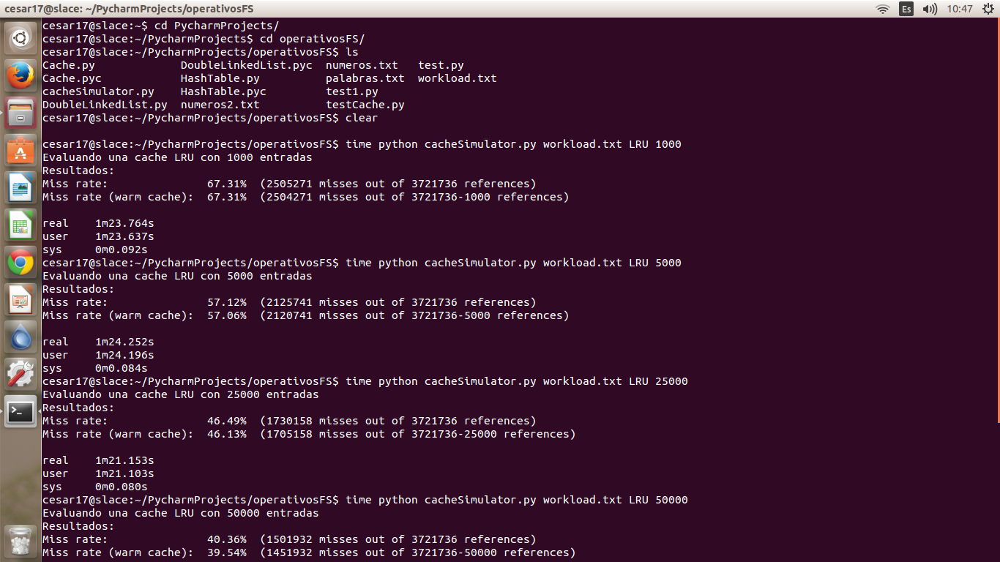 cesar17@slace: ~/PycharmProjects/operativosFS
Es
10:47
cesar17@slace:~$ cd PycharmProjects/
cesar17@slace:~/PycharmProjects$ cd operativosFS/
cesar17@slace:~/PycharmProjects/operativosFS$ ls
Cache.py             DoubleLinkedList.pyc  numeros.txt   test.py
Cache.pyc            HashTable.py          palabras.txt  workload.txt
cacheSimulator.py    HashTable.pyc         test1.py
DoubleLinkedList.py  numeros2.txt          testCache.py
cesar17@slace:~/PycharmProjects/operativosFS$ clear
cesar17@slace:~/PycharmProjects/operativosFS$ time python cacheSimulator.py workload.txt LRU 1000
Evaluando una cache LRU con 1000 entradas
Resultados:
Miss rate:               67.31%  (2505271 misses out of 3721736 references)
Miss rate (warm cache):  67.31%  (2504271 misses out of 3721736-1000 references)
real    1m23.764s
user    1m23.637s
sys     0m0.092s
cesar17@slace:~/PycharmProjects/operativosFS$ time python cacheSimulator.py workload.txt LRU 5000
Evaluando una cache LRU con 5000 entradas
Resultados:
Miss rate:               57.12%  (2125741 misses out of 3721736 references)
Miss rate (warm cache):  57.06%  (2120741 misses out of 3721736-5000 references)
real    1m24.252s
user    1m24.196s
sys     0m0.084s
cesar17@slace:~/PycharmProjects/operativosFS$ time python cacheSimulator.py workload.txt LRU 25000
Evaluando una cache LRU con 25000 entradas
Resultados:
Miss rate:               46.49%  (1730158 misses out of 3721736 references)
Miss rate (warm cache):  46.13%  (1705158 misses out of 3721736-25000 references)
real    1m21.153s
user    1m21.103s
sys     0m0.080s
cesar17@slace:~/PycharmProjects/operativosFS$ time python cacheSimulator.py workload.txt LRU 50000
Evaluando una cache LRU con 50000 entradas
Resultados:
Miss rate:               40.36%  (1501932 misses out of 3721736 references)
Miss rate (warm cache):  39.54%  (1451932 misses out of 3721736-50000 references)